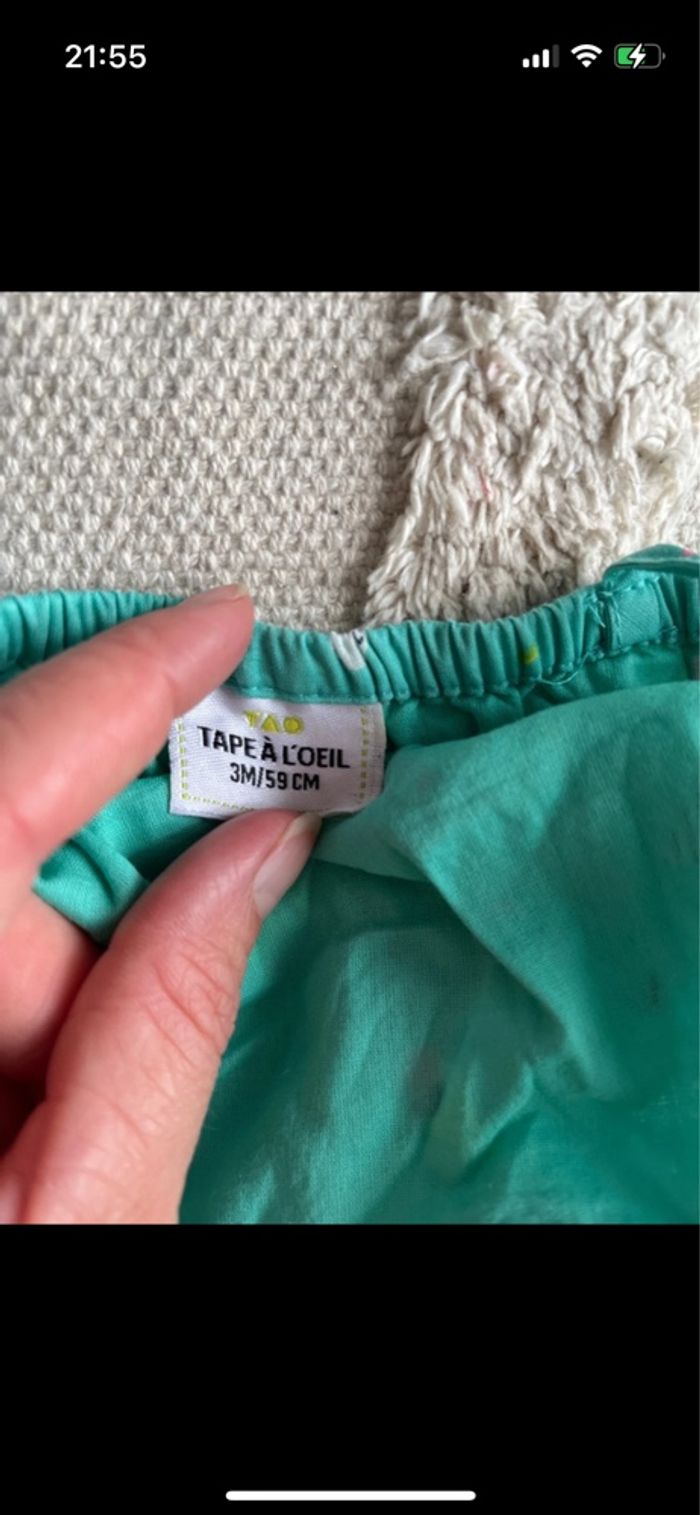 21:55
TAO
TAPE À L'OEIL
3M/59 CM